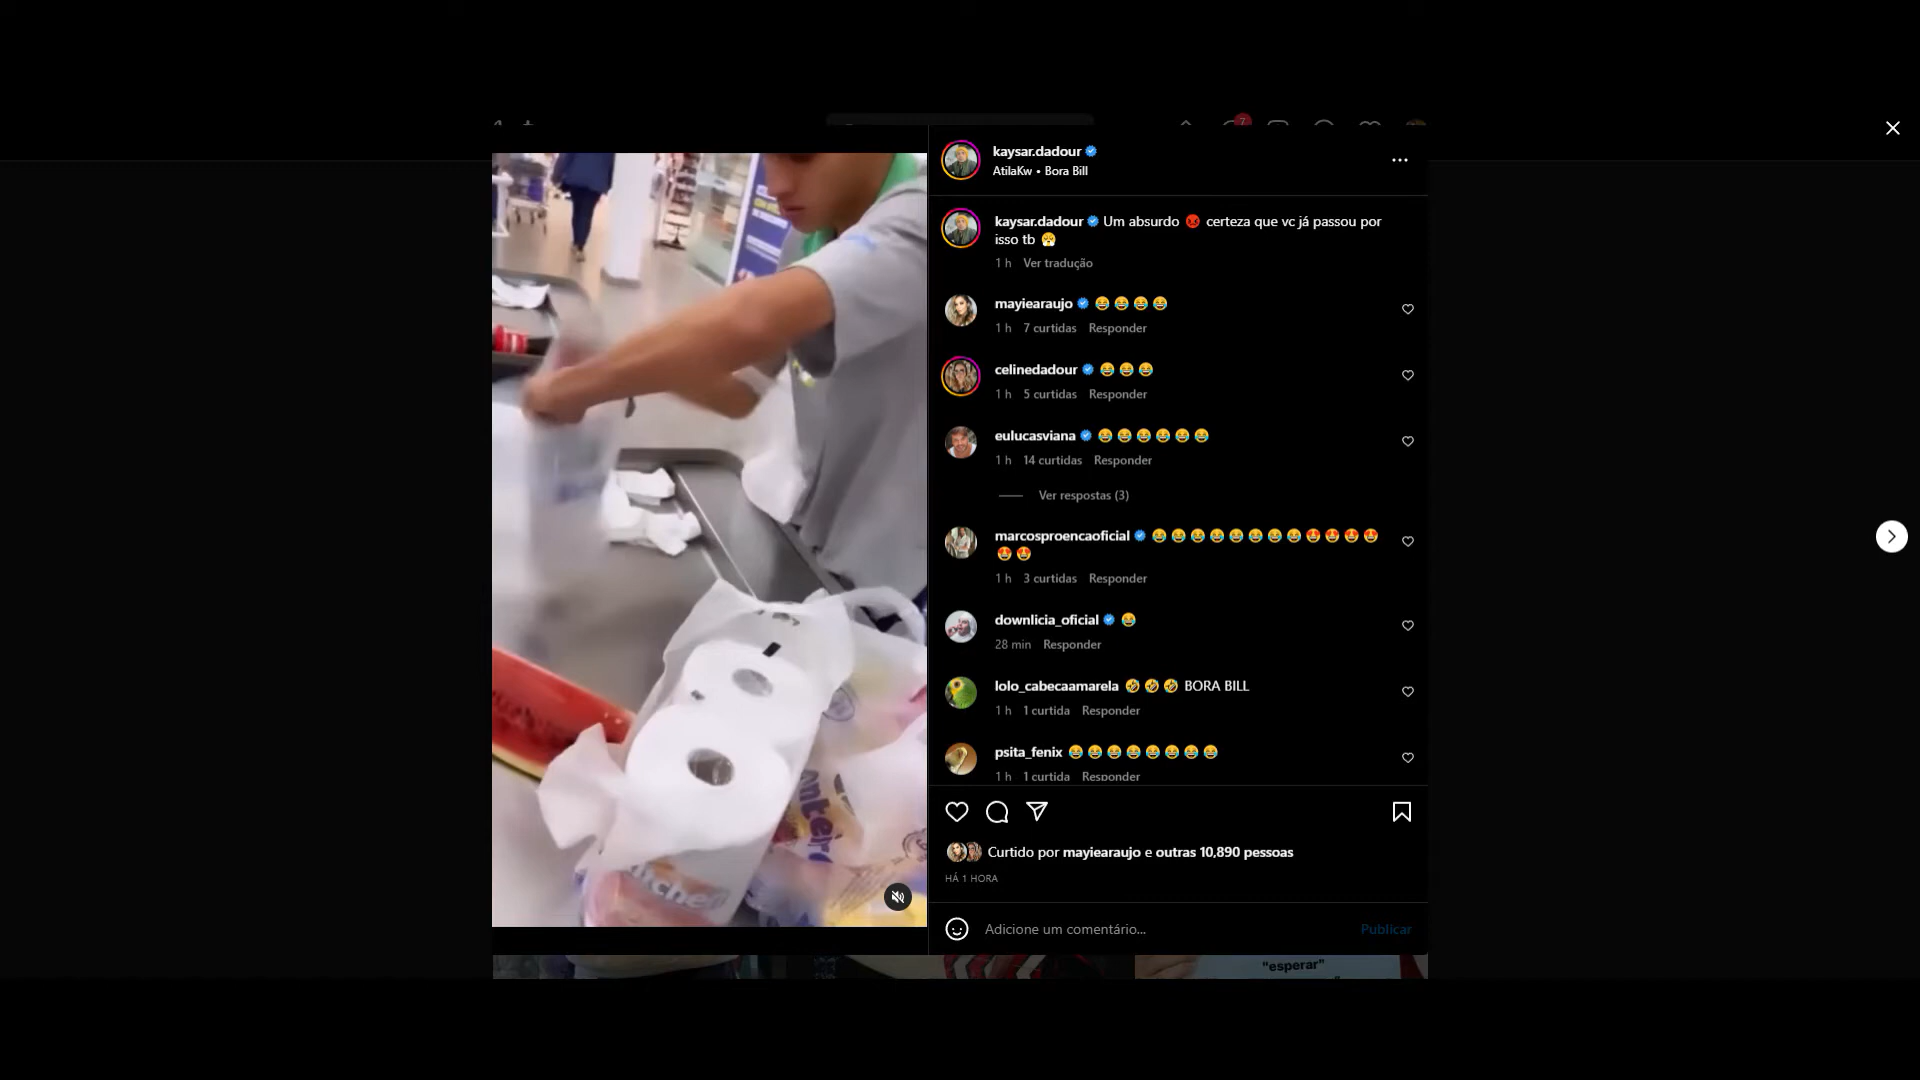 7
kaysar.dadour
AtilaKw • Bora Bill
kaysar.dadour Um absurdo 😡 certeza que vc já passou por
isso tb 😤
1 h Ver tradução
mayiearaujo 😂😂😂😂
1 h 7 curtidas Responder
celinedadour 😂😂😂
1 h 5 curtidas Responder
eulucasviana 😂😂😂😂😂😂
1 h 14 curtidas Responder
Ver respostas (3)
marcosproencaoficial 😂😂😂😂😂😂😂😂😍😍😍😍
😍😍
1 h 3 curtidas Responder
downlicia_oficial 😂
28 min Responder
lolo_cabecaamarela 🤣🤣🤣 BORA BILL
1 h 1 curtida Responder
psita_fenix 😂😂😂😂😂😂😂😂
1 h 1 curtida Responder
Curtido por mayiearaujo e outras 10,890 pessoas
HÁ 1 HORA
Adicione um comentário... Publicar
"esperar"